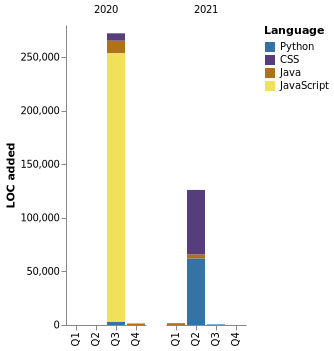 2020 2021
Language
Python
CSS
Java
JavaScript
LOC added
250,000
200,000
150,000
100,000
50,000
0
Q1 Q2 Q3 Q4 Q1 Q2 Q3 Q4